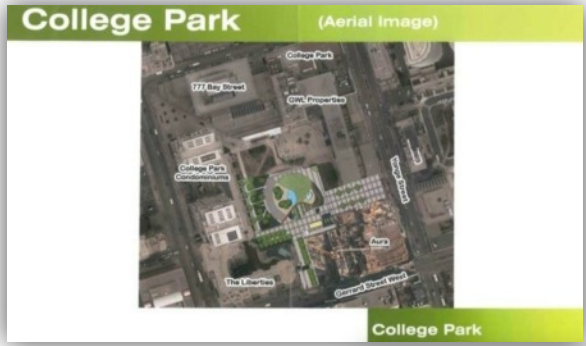 College Park (Aerial Image)
College Park
777 Bay Street
GWL Properties
College Park
Condominiums
Yonge Street
Aura
The Liberties
Gerrard Street West
College Park